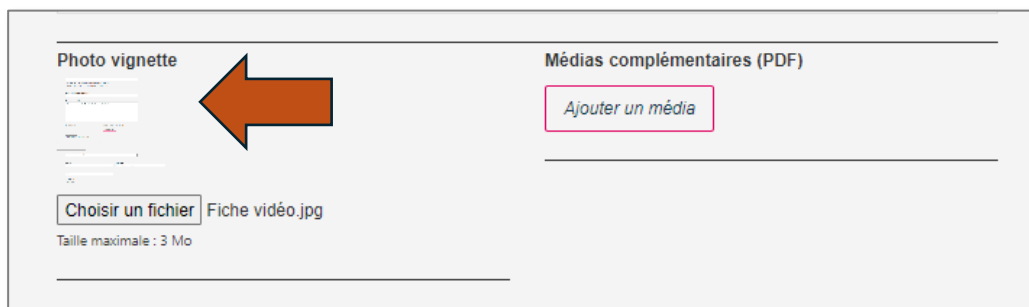 Photo vignette
Médias complémentaires (PDF)
Ajouter un média
Choisir un fichier Fiche vidéo.jpg
Taille maximale : 3 Mo